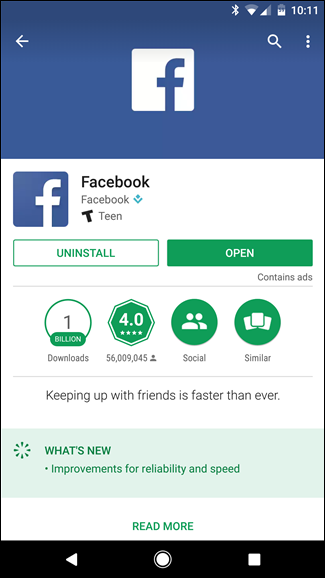 10:11
Facebook
Facebook
Teen
UNINSTALL
OPEN
Contains ads
1
BILLION
Downloads
4.0
56,009,045
Social
Similar
Keeping up with friends is faster than ever.
WHAT'S NEW
• Improvements for reliability and speed
READ MORE